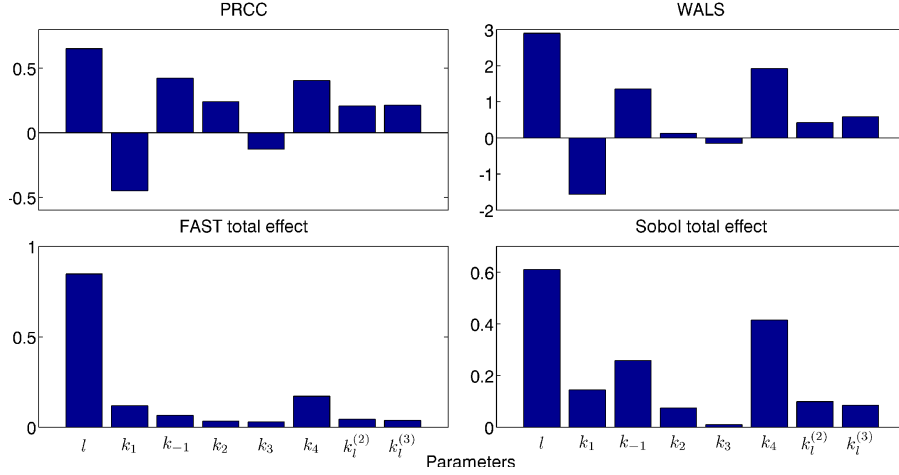 PRCC
0.5
0
-0.5
WALS
3
2
1
0
-1
-2
FAST total effect
1
0.5
0
l k₁ k₋₁ k₂ k₃ k₄ kₗ⁽²⁾ kₗ⁽³⁾
Sobol total effect
0.6
0.4
0.2
0
l k₁ k₋₁ k₂ k₃ k₄ kₗ⁽²⁾ kₗ⁽³⁾
Parameters